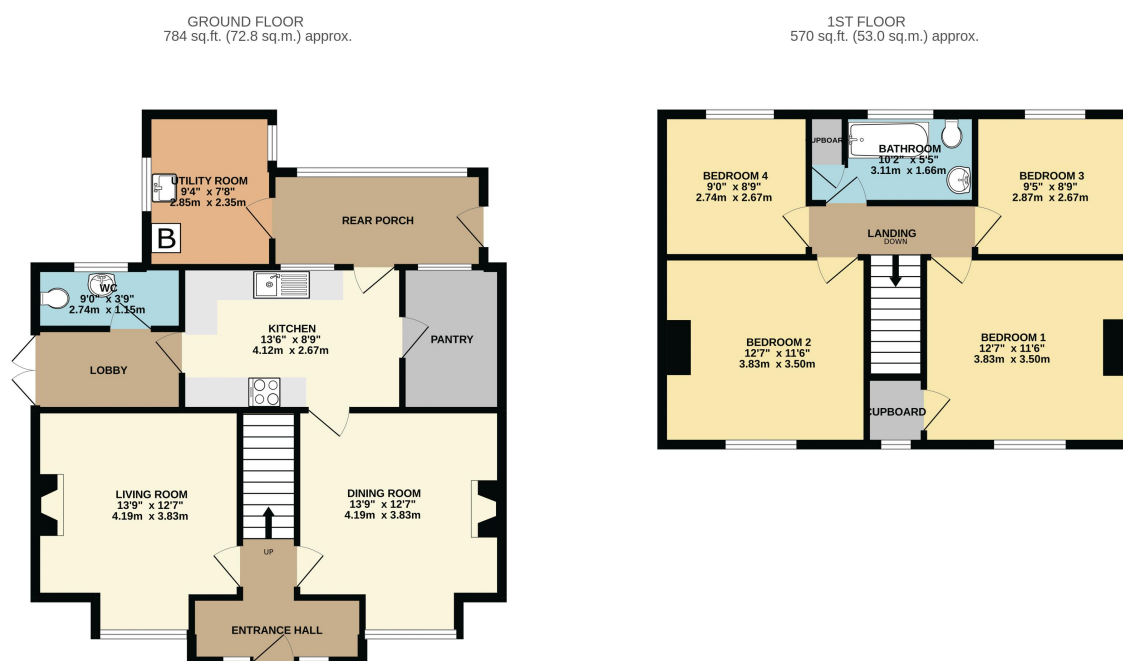 GROUND FLOOR
784 sq.ft. (72.8 sq.m.) approx.
1ST FLOOR
570 sq.ft. (53.0 sq.m.) approx.
UTILITY ROOM
9'4" x 7'8"
2.85m x 2.35m
B
REAR PORCH
WC
9'0" x 3'9"
2.74m x 1.15m
LOBBY
KITCHEN
13'6" x 8'9"
4.12m x 2.67m
PANTRY
LIVING ROOM
13'9" x 12'7"
4.19m x 3.83m
DINING ROOM
13'9" x 12'7"
4.19m x 3.83m
UP
ENTRANCE HALL
BEDROOM 4
9'0" x 8'9"
2.74m x 2.67m
UPBOAR
BATHROOM
10'2" x 5'5"
3.11m x 1.66m
BEDROOM 3
9'5" x 8'9"
2.87m x 2.67m
LANDING
DOWN
BEDROOM 2
12'7" x 11'6"
3.83m x 3.50m
BEDROOM 1
12'7" x 11'6"
3.83m x 3.50m
CUPBOARD